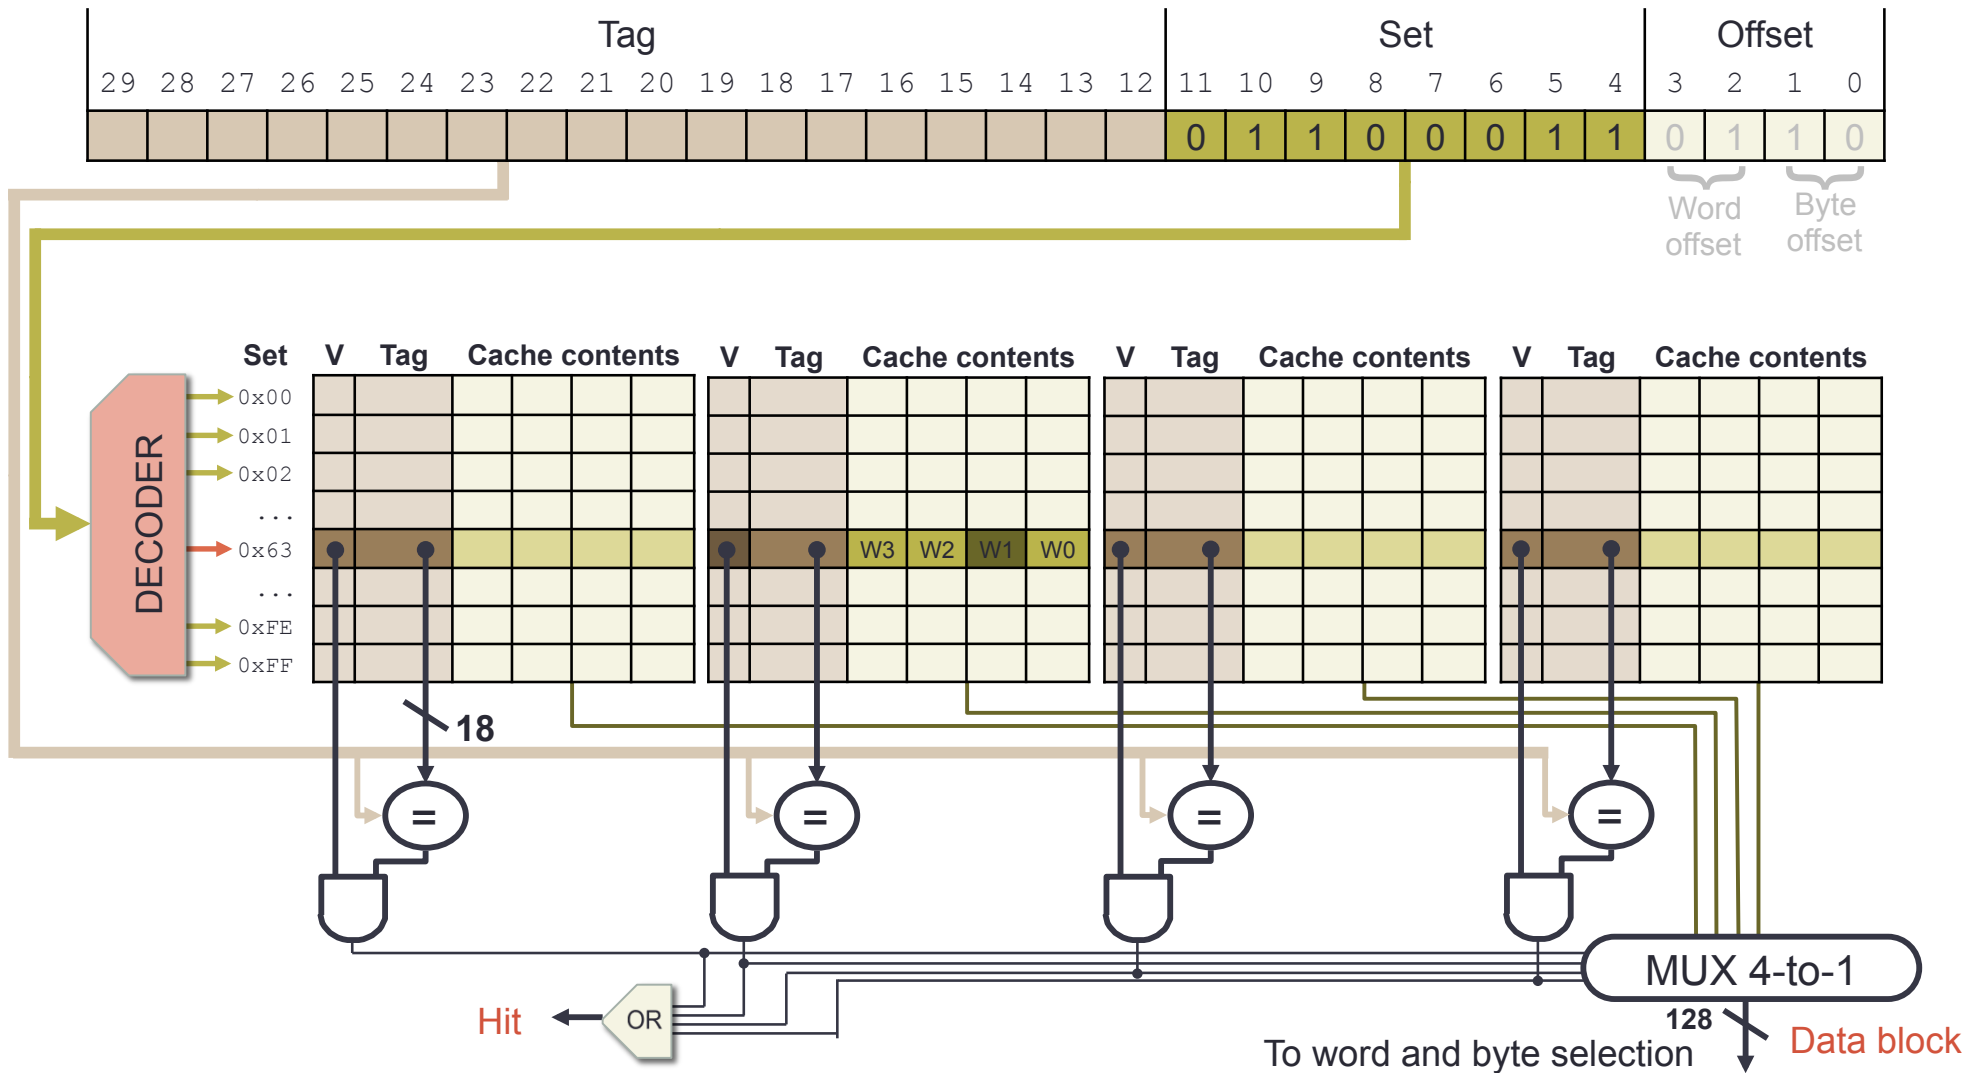 Tag Set Offset
29 28 27 26 25 24 23 22 21 20 19 18 17 16 15 14 13 12 11 10 9 8 7 6 5 4 3 2 1 0
0 1 1 0 0 0 1 1 0 1 1 0
Word offset
Byte offset
Set V Tag Cache contents V Tag Cache contents V Tag Cache contents V Tag Cache contents
DECODER
0x00
0x01
0x02
...
0x63 W3 W2 W1 W0
...
0xFE
0xFF
18
= = = =
MUX 4-to-1
Hit OR
128
Data block
To word and byte selection